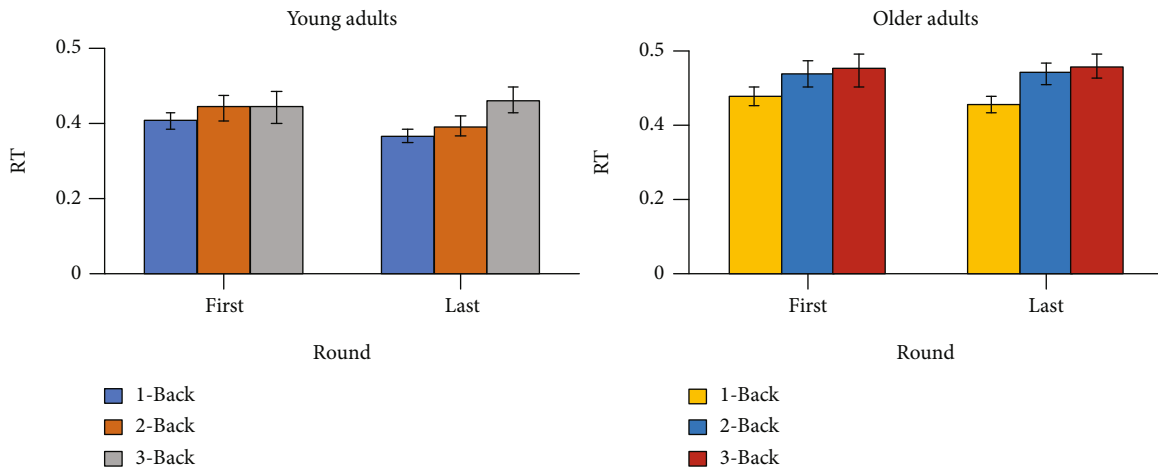 Young adults
0.5
0.4
0.2
0
RT
First
Last
Round
1-Back
2-Back
3-Back
Older adults
0.5
0.4
0.2
0
RT
First
Last
Round
1-Back
2-Back
3-Back